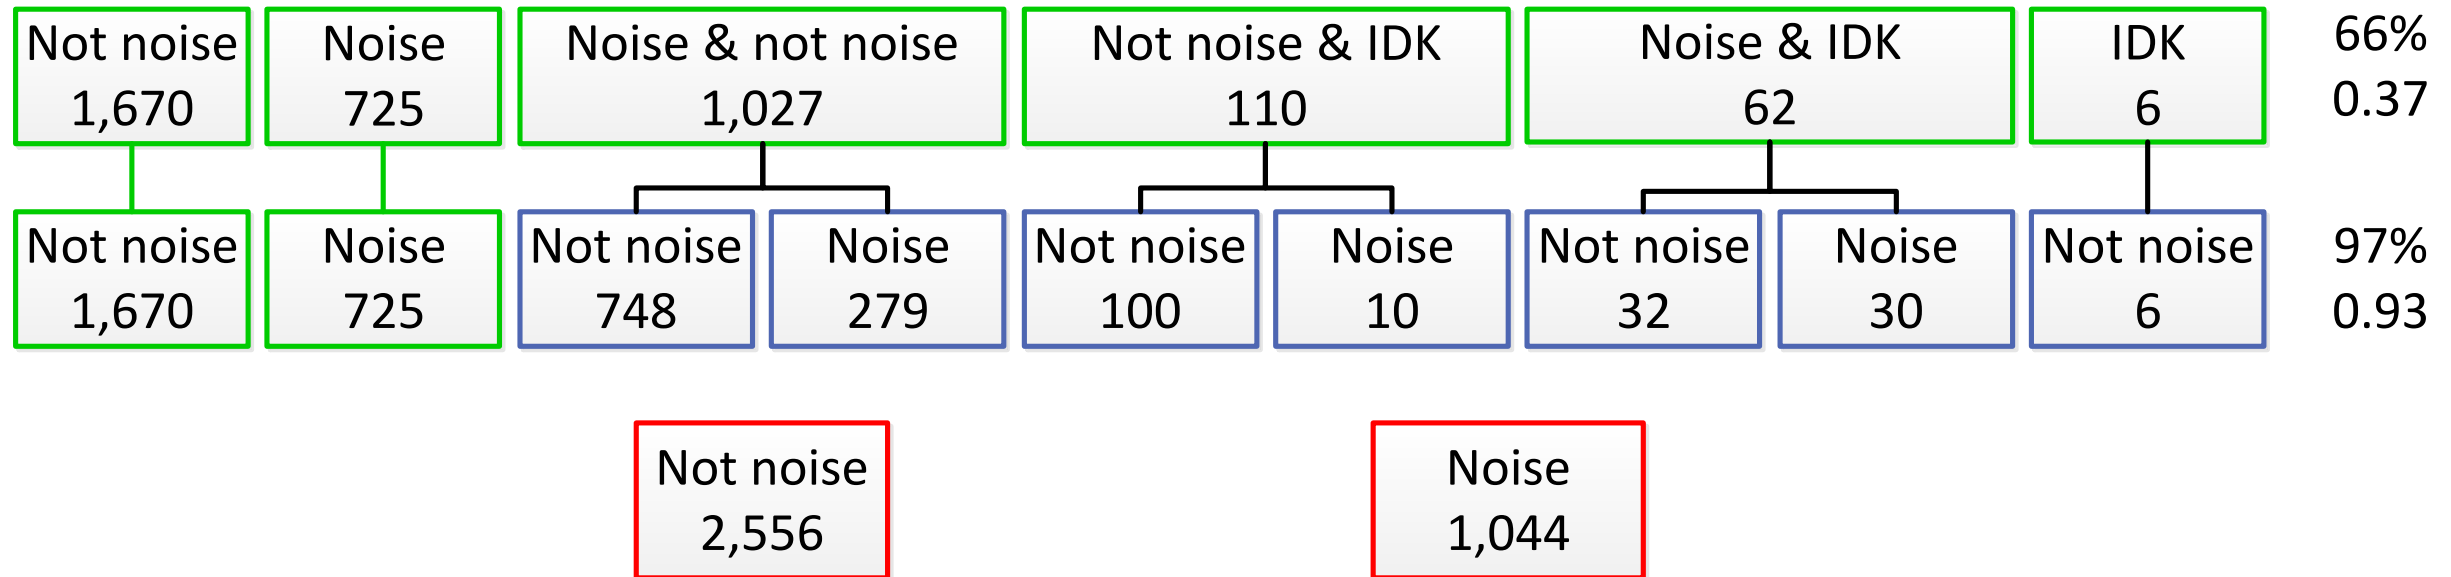 Not noise
1,670
Noise
725
Noise & not noise
1,027
Not noise & IDK
110
Noise & IDK
62
IDK
6
66%
0.37
Not noise
1,670
Noise
725
Not noise
748
Noise
279
Not noise
100
Noise
10
Not noise
32
Noise
30
Not noise
6
97%
0.93
Not noise
2,556
Noise
1,044